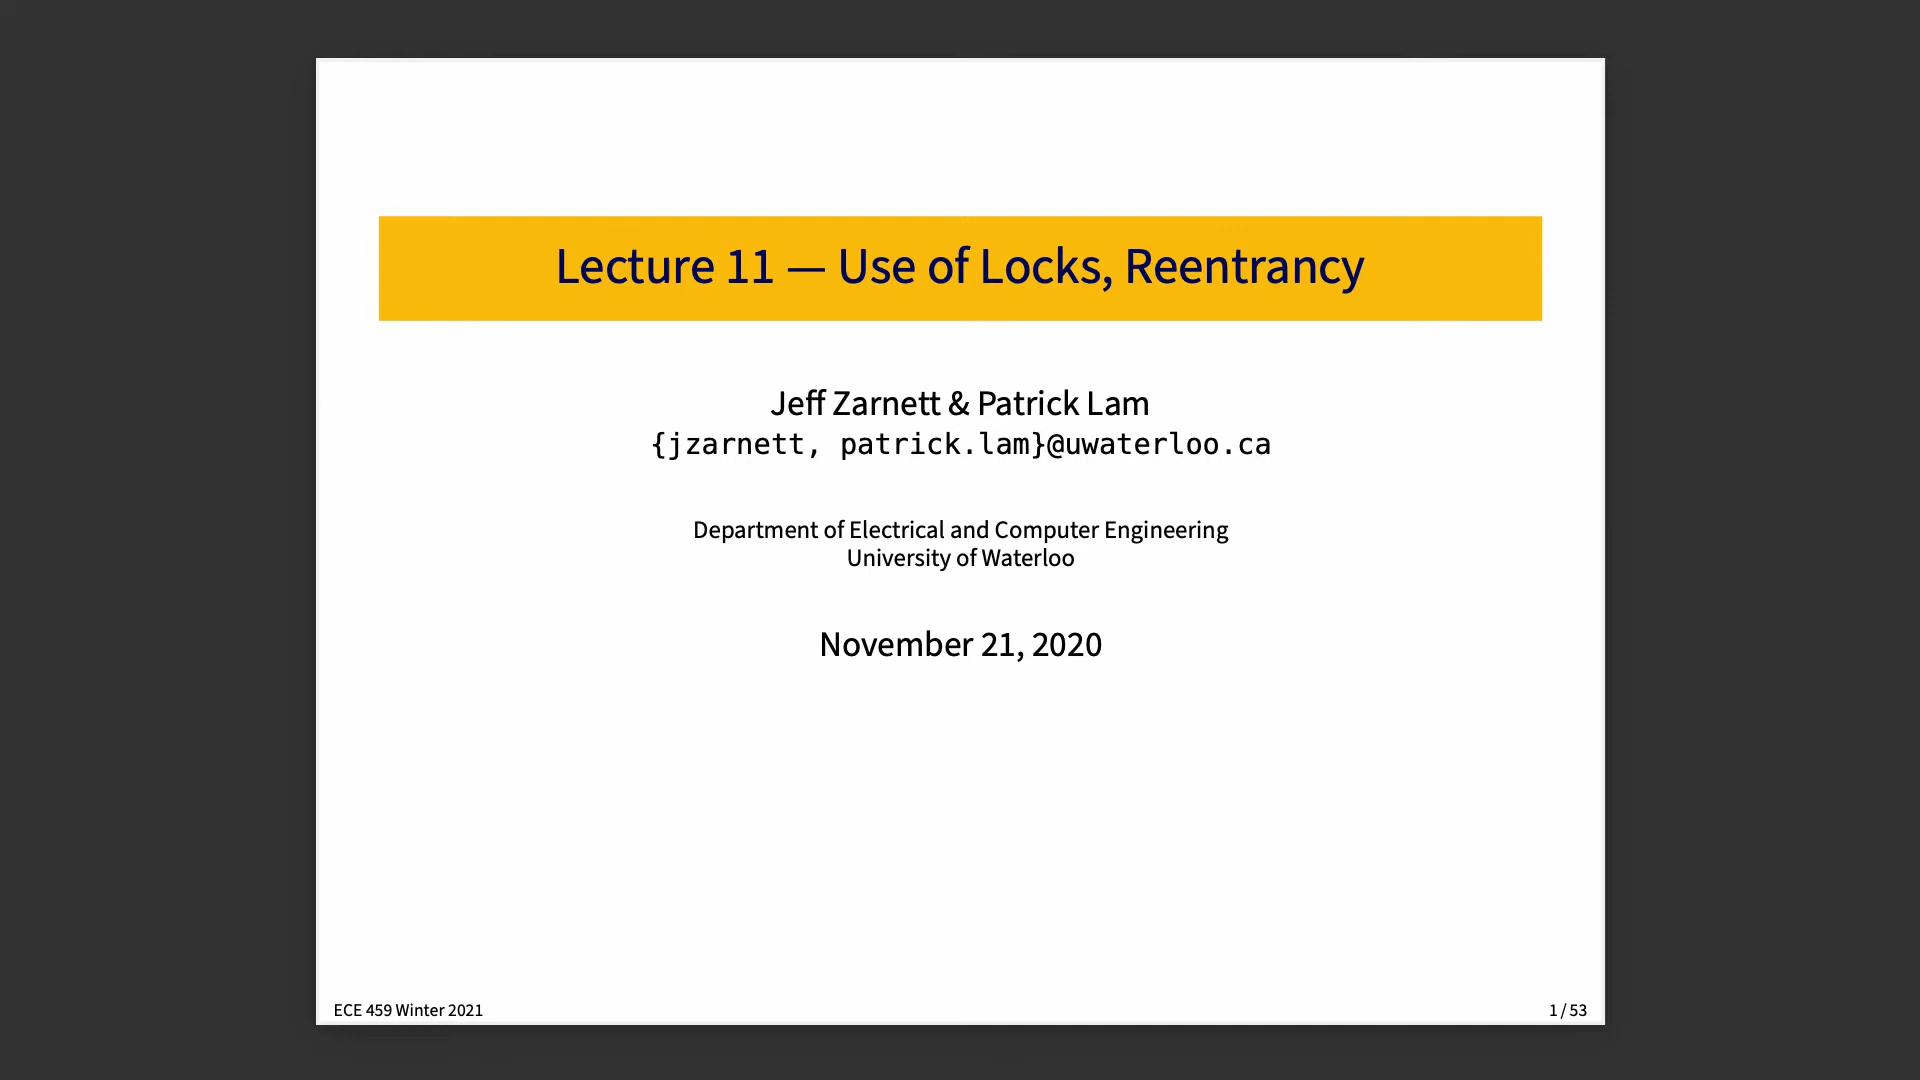 Lecture 11 — Use of Locks, Reentrancy
Jeff Zarnett & Patrick Lam
{jzarnett, patrick.lam}@uwaterloo.ca
Department of Electrical and Computer Engineering
University of Waterloo
November 21, 2020
ECE 459 Winter 2021
1 / 53